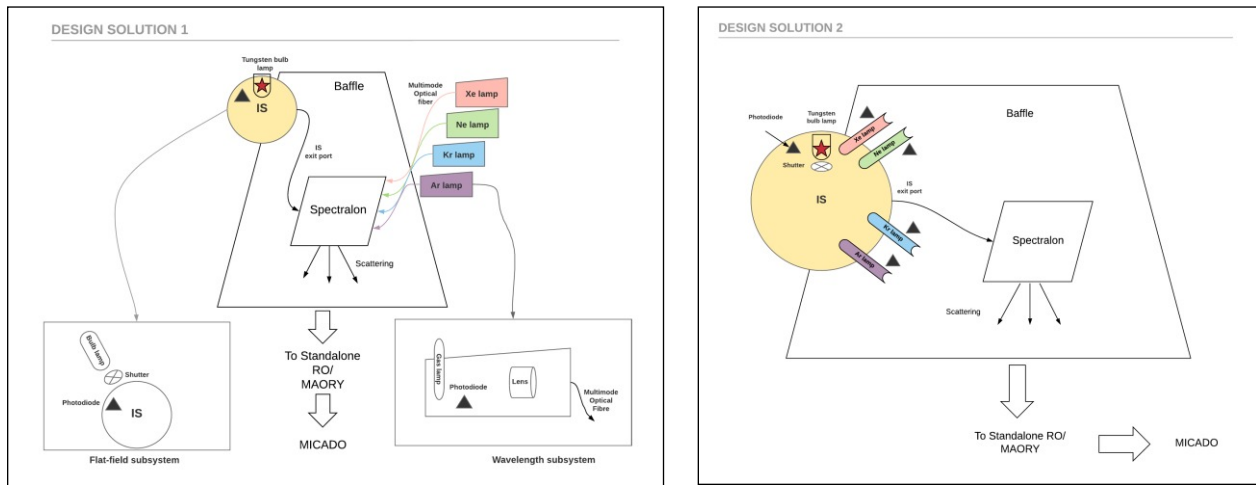 DESIGN SOLUTION 1
Tungsten bulb
lamp
IS
Baffle
Multimode
Optical
fiber
Xe lamp
Ne lamp
Kr lamp
Ar lamp
IS
exit port
Spectralon
Scattering
Bulb lamp
Shutter
Photodiode
IS
Flat-field subsystem
To Standalone
RO/
MAORY
MICADO
Gas lamp
Photodiode
Lens
Multimode
Optical
Fibre
Wavelength subsystem
DESIGN SOLUTION 2
Photodiode
Tungsten
bulb lamp
Shutter
IS
Xe lamp
Ne lamp
Kr lamp
Ar lamp
Baffle
IS
exit port
Spectralon
Scattering
To Standalone RO/
MAORY
MICADO